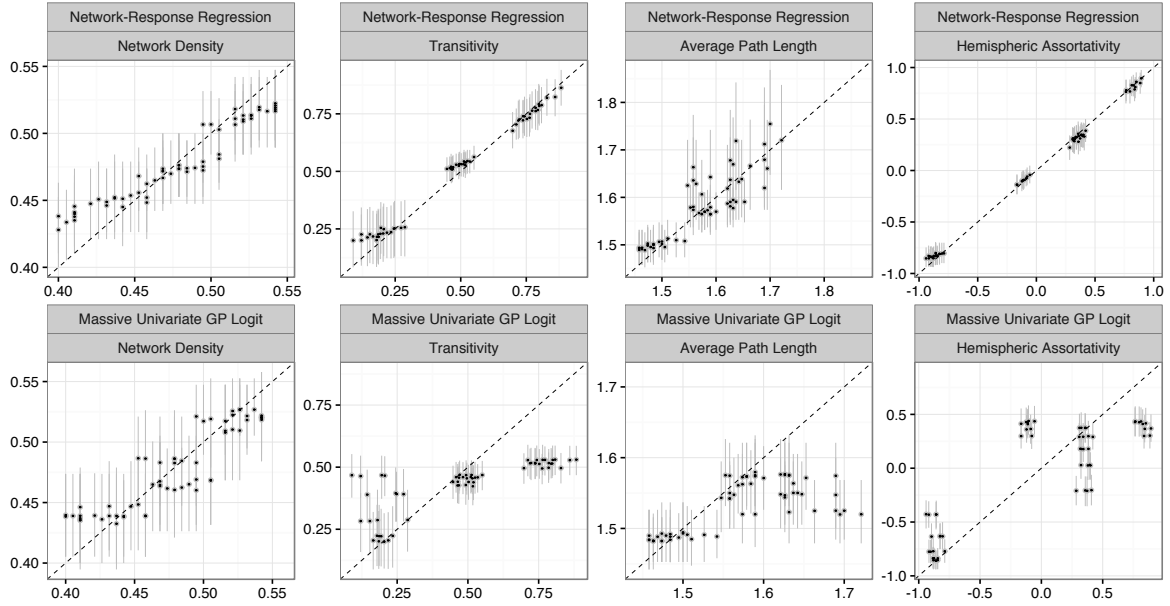 Network-Response Regression
Network-Response Regression
Network-Response Regression
Network-Response Regression
Network Density
Transitivity
Average Path Length
Hemispheric Assortativity
0.55
0.50
0.45
0.40
0.75
0.50
0.25
1.8
1.7
1.6
1.5
1.0
0.5
0.0
-0.5
-1.0
0.40 0.45 0.50 0.55
0.25 0.50 0.75
1.5 1.6 1.7 1.8
-1.0 -0.5 0.0 0.5 1.0
Massive Univariate GP Logit
Massive Univariate GP Logit
Massive Univariate GP Logit
Massive Univariate GP Logit
Network Density
Transitivity
Average Path Length
Hemispheric Assortativity
0.55
0.50
0.45
0.40
0.75
0.50
0.25
1.7
1.6
1.5
0.5
0.0
-0.5
-1.0
0.40 0.45 0.50 0.55
0.25 0.50 0.75
1.5 1.6 1.7
-1.0 -0.5 0.0 0.5